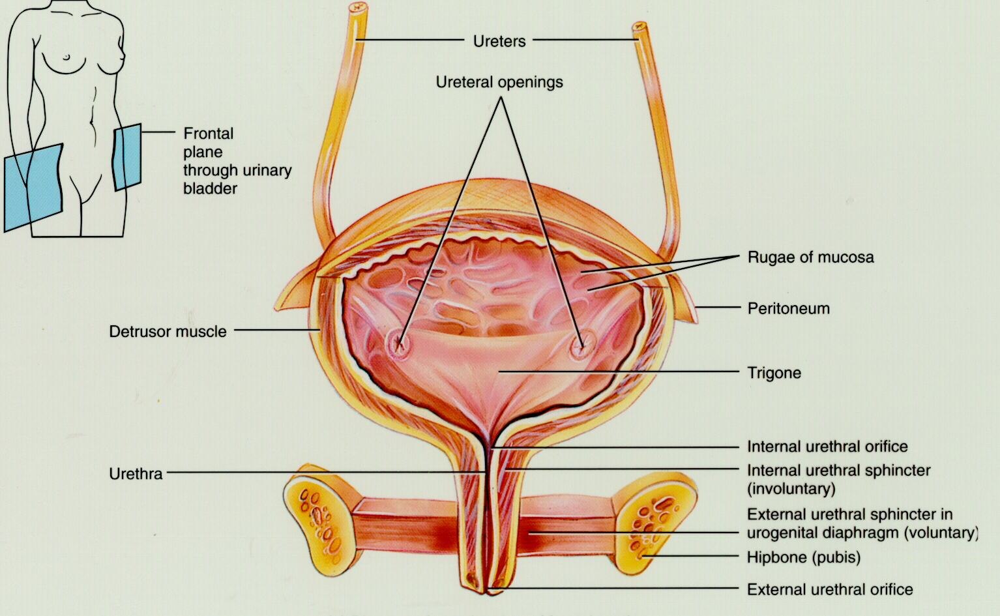 Ureters
Ureteral openings
Frontal
plane
through urinary
bladder
Rugae of mucosa
Peritoneum
Detrusor muscle
Trigone
Internal urethral orifice
Urethra
Internal urethral sphincter
(involuntary)
External urethral sphincter in
urogenital diaphragm (voluntary)
Hipbone (pubis)
External urethral orifice